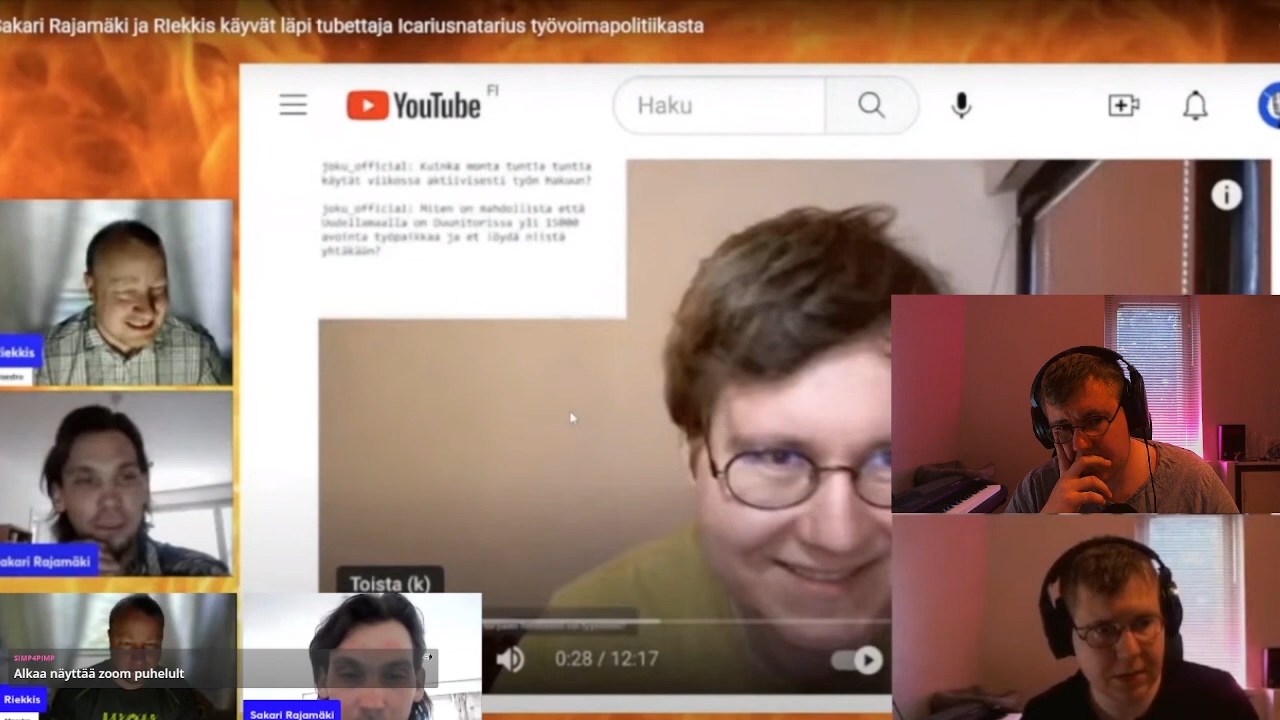 Sakari Rajamäki ja RIekkis käyvät läpi tubettaja Icariusnatarius työvoimapolitiikasta
YouTube FI
Haku
joku_official: Kuinka monta tuntia tuntia
käytät viikossa aktiivisesti työn hakuun?
joku_official: Miten on mahdollista että
Uudellamaalla on Duunitorissa yli 15000
avointa työpaikkaa ja et löydä niistä
yhtäkään?
Riekkis
Sakari Rajamäki
Toista (k)
0:28 / 12:17
SIMP4PIMP
Alkaa näyttää zoom puhelult
Riekkis
Sakari Rajamäki